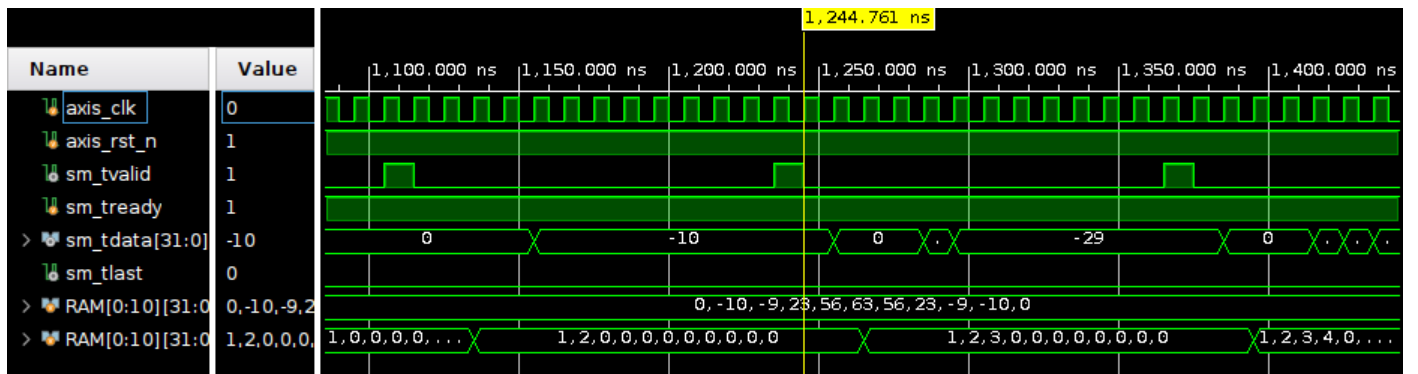 1,244.761 ns
Name Value 1,100.000 ns 1,150.000 ns 1,200.000 ns 1,250.000 ns 1,300.000 ns 1,350.000 ns 1,400.000 ns
axis_clk 0
axis_rst_n 1
sm_tvalid 1
sm_tready 1
> sm_tdata[31:0] -10 0 -10 0 . -29 0 . . .
sm_tlast 0
> RAM[0:10][31:0 0,-10,-9,2 0,-10,-9,23,56,63,56,23,-9,-10,0
> RAM[0:10][31:0 1,2,0,0,0, 1,0,0,0,0,... 1,2,0,0,0,0,0,0,0,0,0 1,2,3,0,0,0,0,0,0,0,0 1,2,3,4,0,...